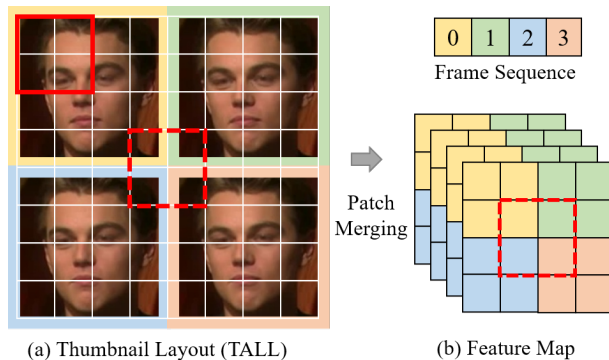 0 1 2 3
Frame Sequence
Patch
Merging
(a) Thumbnail Layout (TALL)
(b) Feature Map